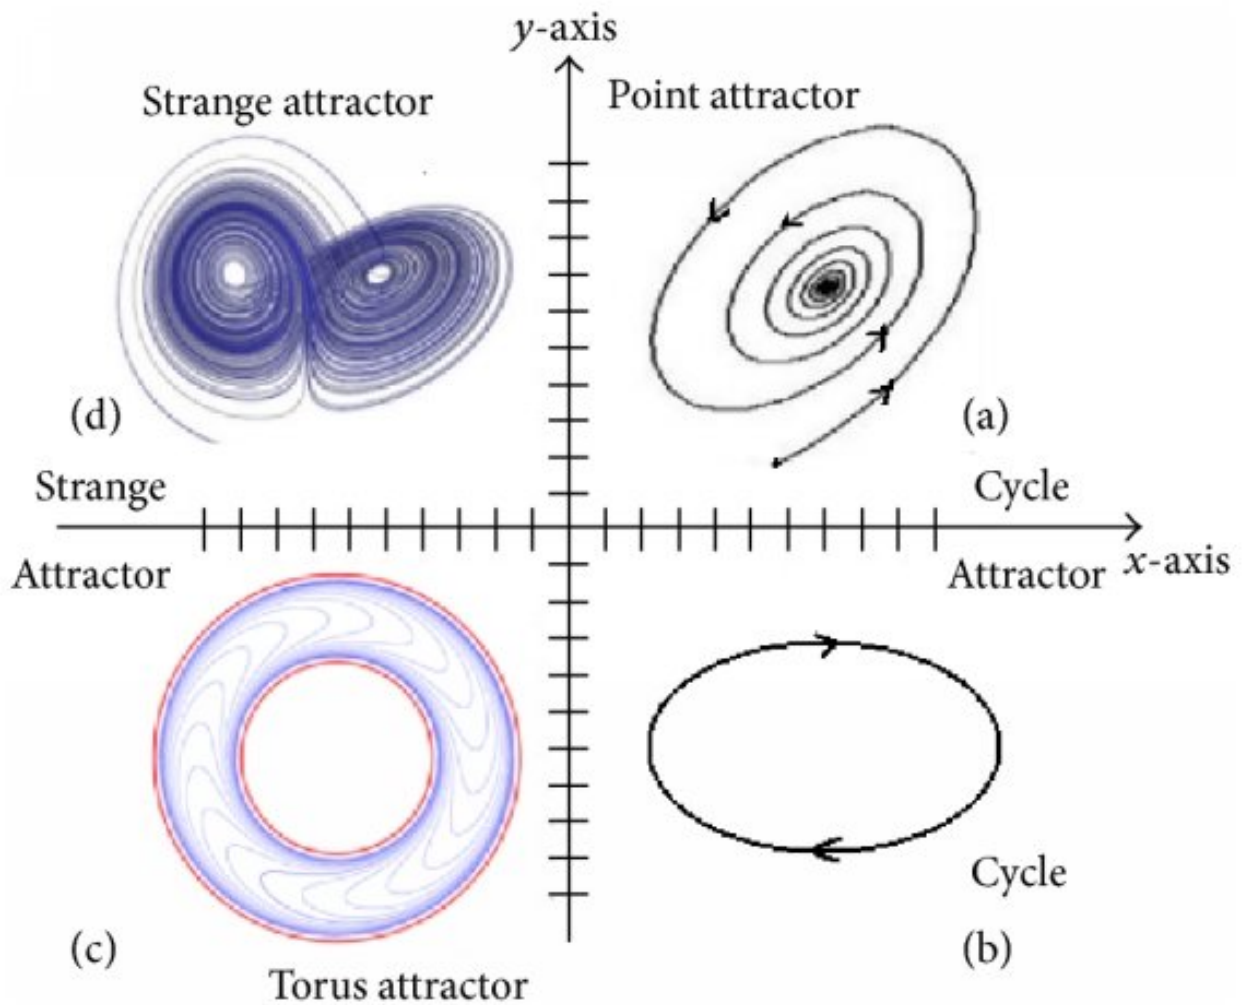 y-axis
Strange attractor
Point attractor
(d)
(a)
Strange
Cycle
Attractor
Attractor
x-axis
Cycle
(c)
(b)
Torus attractor